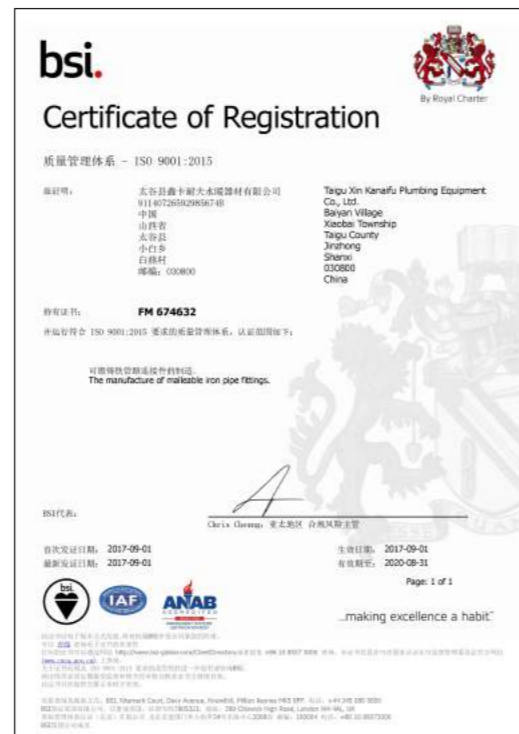 bsi.
By Royal Charter
Certificate of Registration
质量管理体系 - ISO 9001:2015
兹证明:
太谷县鑫卡耐夫水暖器材有限公司
91140726592985674B
中国
山西省
太谷县
小白乡
白燕村
邮编: 030800
Taigu Xin Kanaifu Plumbing Equipment
Co., Ltd.
Baiyan Village
Xiaobai Township
Taigu County
Jinzhong
Shanxi
030800
China
持有证书:
FM 674632
并运行符合 ISO 9001:2015 要求的质量管理体系,认证范围如下:
可锻铸铁管路连接件的制造.
The manufacture of malleable iron pipe fittings.
BSI代表:
Chris Cheung, 亚太地区 合规风险主管
首次发证日期: 2017-09-01
生效日期: 2017-09-01
最新发证日期: 2017-09-01
有效期至: 2020-08-31
Page: 1 of 1
bsi.
IAF
ANAB
ACCREDITED
...making excellence a habit™